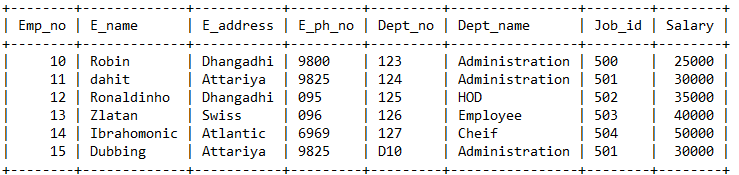 +--------+-------------+-----------+---------+---------+----------------+--------+--------+
| Emp_no | E_name      | E_address | E_ph_no | Dept_no | Dept_name      | Job_id | Salary |
+--------+-------------+-----------+---------+---------+----------------+--------+--------+
|     10 | Robin       | Dhangadhi | 9800    | 123     | Administration | 500    |  25000 |
|     11 | dahit       | Attariya  | 9825    | 124     | Administration | 501    |  30000 |
|     12 | Ronaldinho  | Dhangadhi | 095     | 125     | HOD            | 502    |  35000 |
|     13 | Zlatan      | Swiss     | 096     | 126     | Employee       | 503    |  40000 |
|     14 | Ibrahomonic | Atlantic  | 6969    | 127     | Cheif          | 504    |  50000 |
|     15 | Dubbing     | Attariya  | 9825    | D10     | Administration | 501    |  30000 |
+--------+-------------+-----------+---------+---------+----------------+--------+--------+